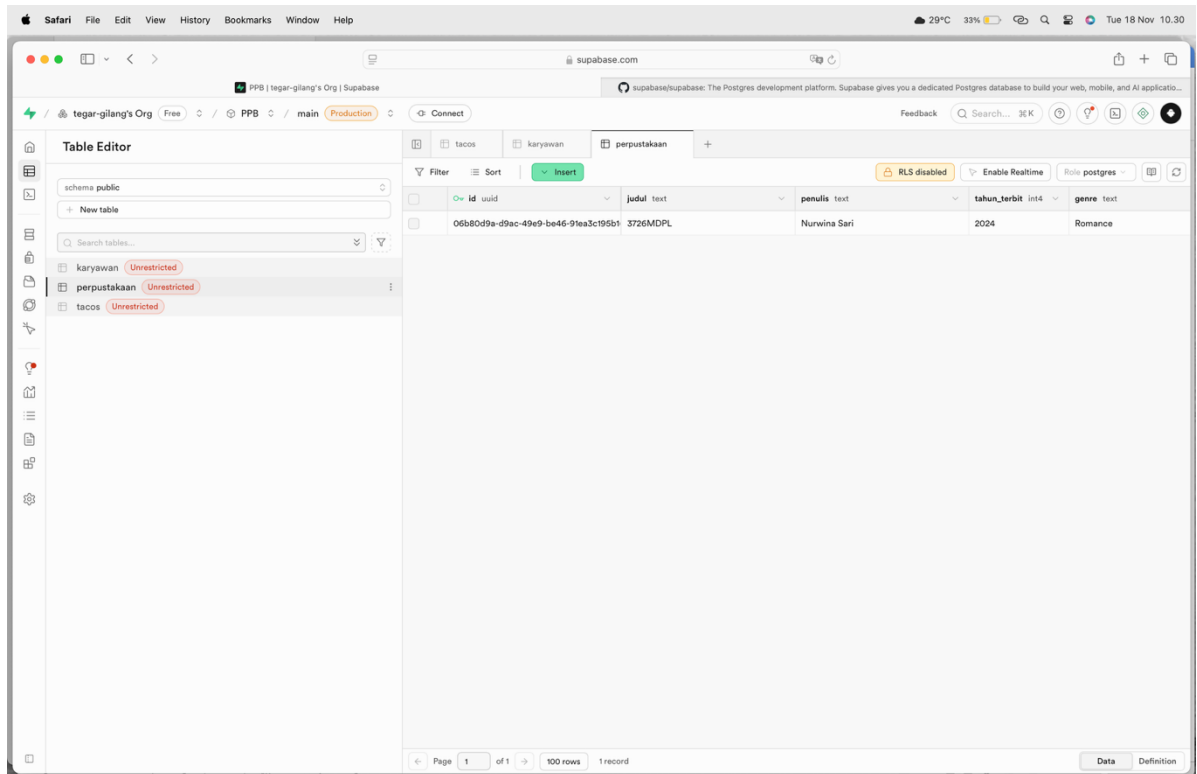 Safari File Edit View History Bookmarks Window Help 29°C 33% Tue 18 Nov 10.30
supabase.com
PPB | tegar-gilang's Org | Supabase
supabase/supabase: The Postgres development platform. Supabase gives you a dedicated Postgres database to build your web, mobile, and AI applicatio...
/ tegar-gilang's Org Free / PPB / main Production Connect Feedback Search... ⌘K
Table Editor
tacos karyawan perpustakaan +
Filter Sort Insert RLS disabled Enable Realtime Role postgres
schema public
+ New table
Search tables...
karyawan Unrestricted
perpustakaan Unrestricted
tacos Unrestricted
id uuid judul text penulis text tahun_terbit int4 genre text
06b80d9a-d9ac-49e9-be46-91ea3c195b1 3726MDPL Nurwina Sari 2024 Romance
Page 1 of 1 100 rows 1 record Data Definition